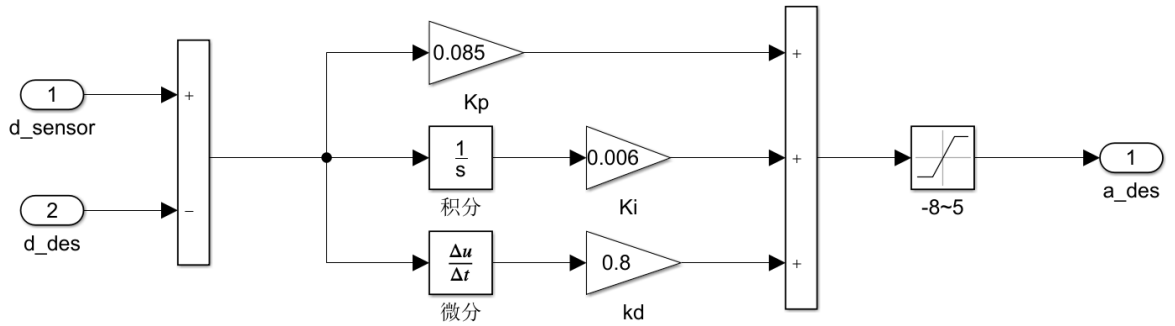 0.085
Kp
1
d_sensor
+
+
1
s
积分
0.006
Ki
+
-8~5
1
a_des
2
d_des
−
Δu
Δt
微分
0.8
kd
+